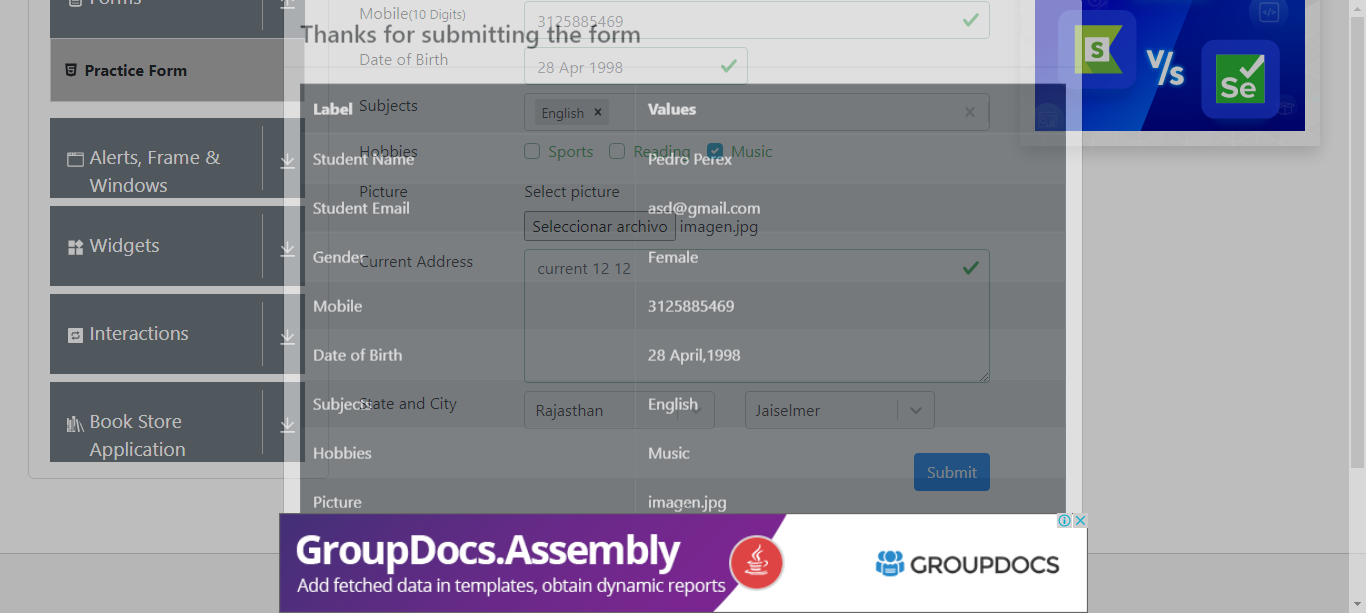 Forms
Practice Form
Alerts, Frame &
Windows
Widgets
Interactions
Book Store
Application
Mobile(10 Digits)
3125885469
Thanks for submitting the form
Date of Birth
28 Apr 1998
Label
Values
Subjects
English ×
×
Hobbies
Sports
Reading
Music
Student Name
Pedro Perex
Picture
Select picture
Student Email
asd@gmail.com
Seleccionar archivo
imagen.jpg
Gender
Female
Current Address
current 12 12
Mobile
3125885469
Date of Birth
28 April,1998
Subjects
English
State and City
Rajasthan
Jaiselmer
Hobbies
Music
Submit
Picture
imagen.jpg
S
V/s
Se
GroupDocs.Assembly
Add fetched data in templates, obtain dynamic reports
GROUPDOCS